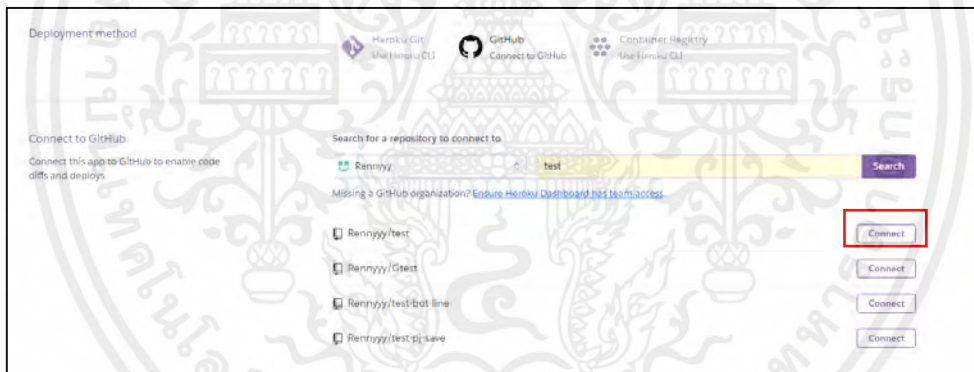 Deployment method
Heroku Git
Use Heroku CLI
GitHub
Connect to GitHub
Container Registry
Use Heroku CLI
Connect to GitHub
Connect this app to GitHub to enable code
diffs and deploys.
Search for a repository to connect to
Rennyyy
test
Search
Missing a GitHub organization? Ensure Heroku Dashboard has team access.
Rennyyy/test
Connect
Rennyyy/Gtest
Connect
Rennyyy/test-bot-line
Connect
Rennyyy/test-pj-save
Connect